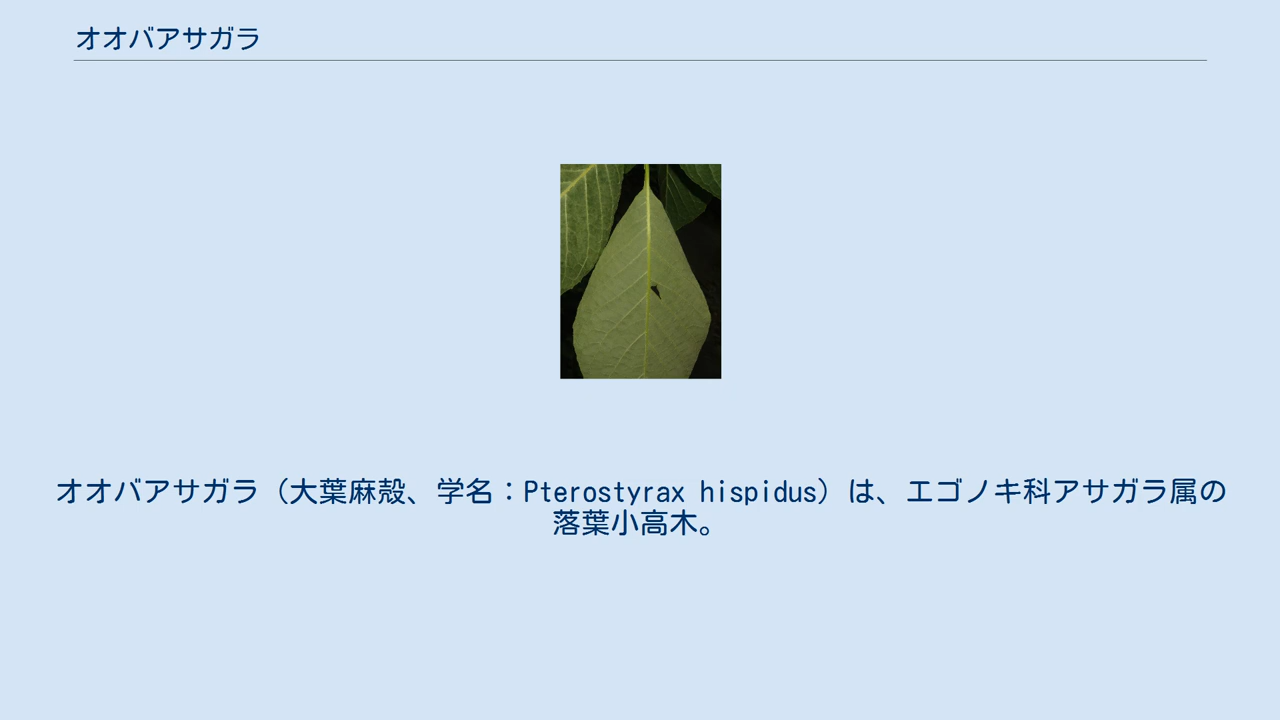 オオバアサガラ
オオバアサガラ（大葉麻殻、学名：Pterostyrax hispidus）は、エゴノキ科アサガラ属の
落葉小高木。